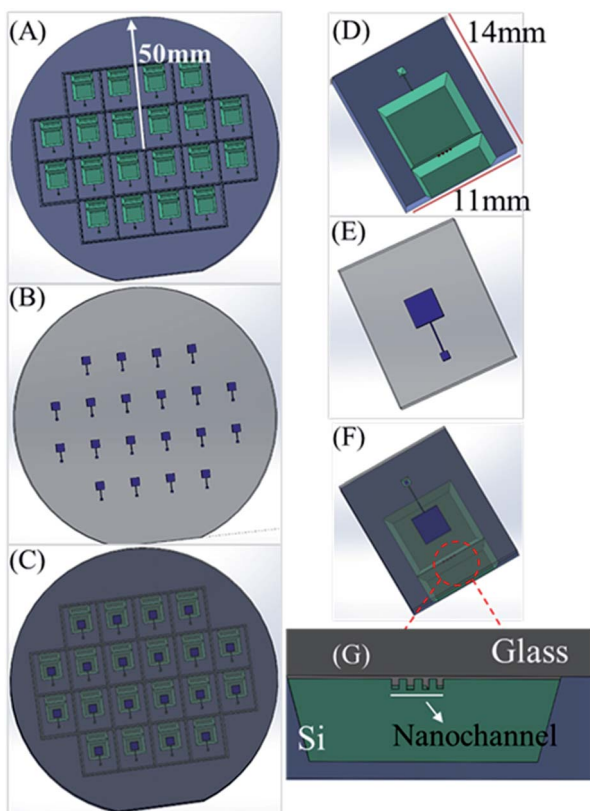 (A)
50mm
(B)
(C)
(D)
14mm
11mm
(E)
(F)
(G)
Glass
Si
Nanochannel